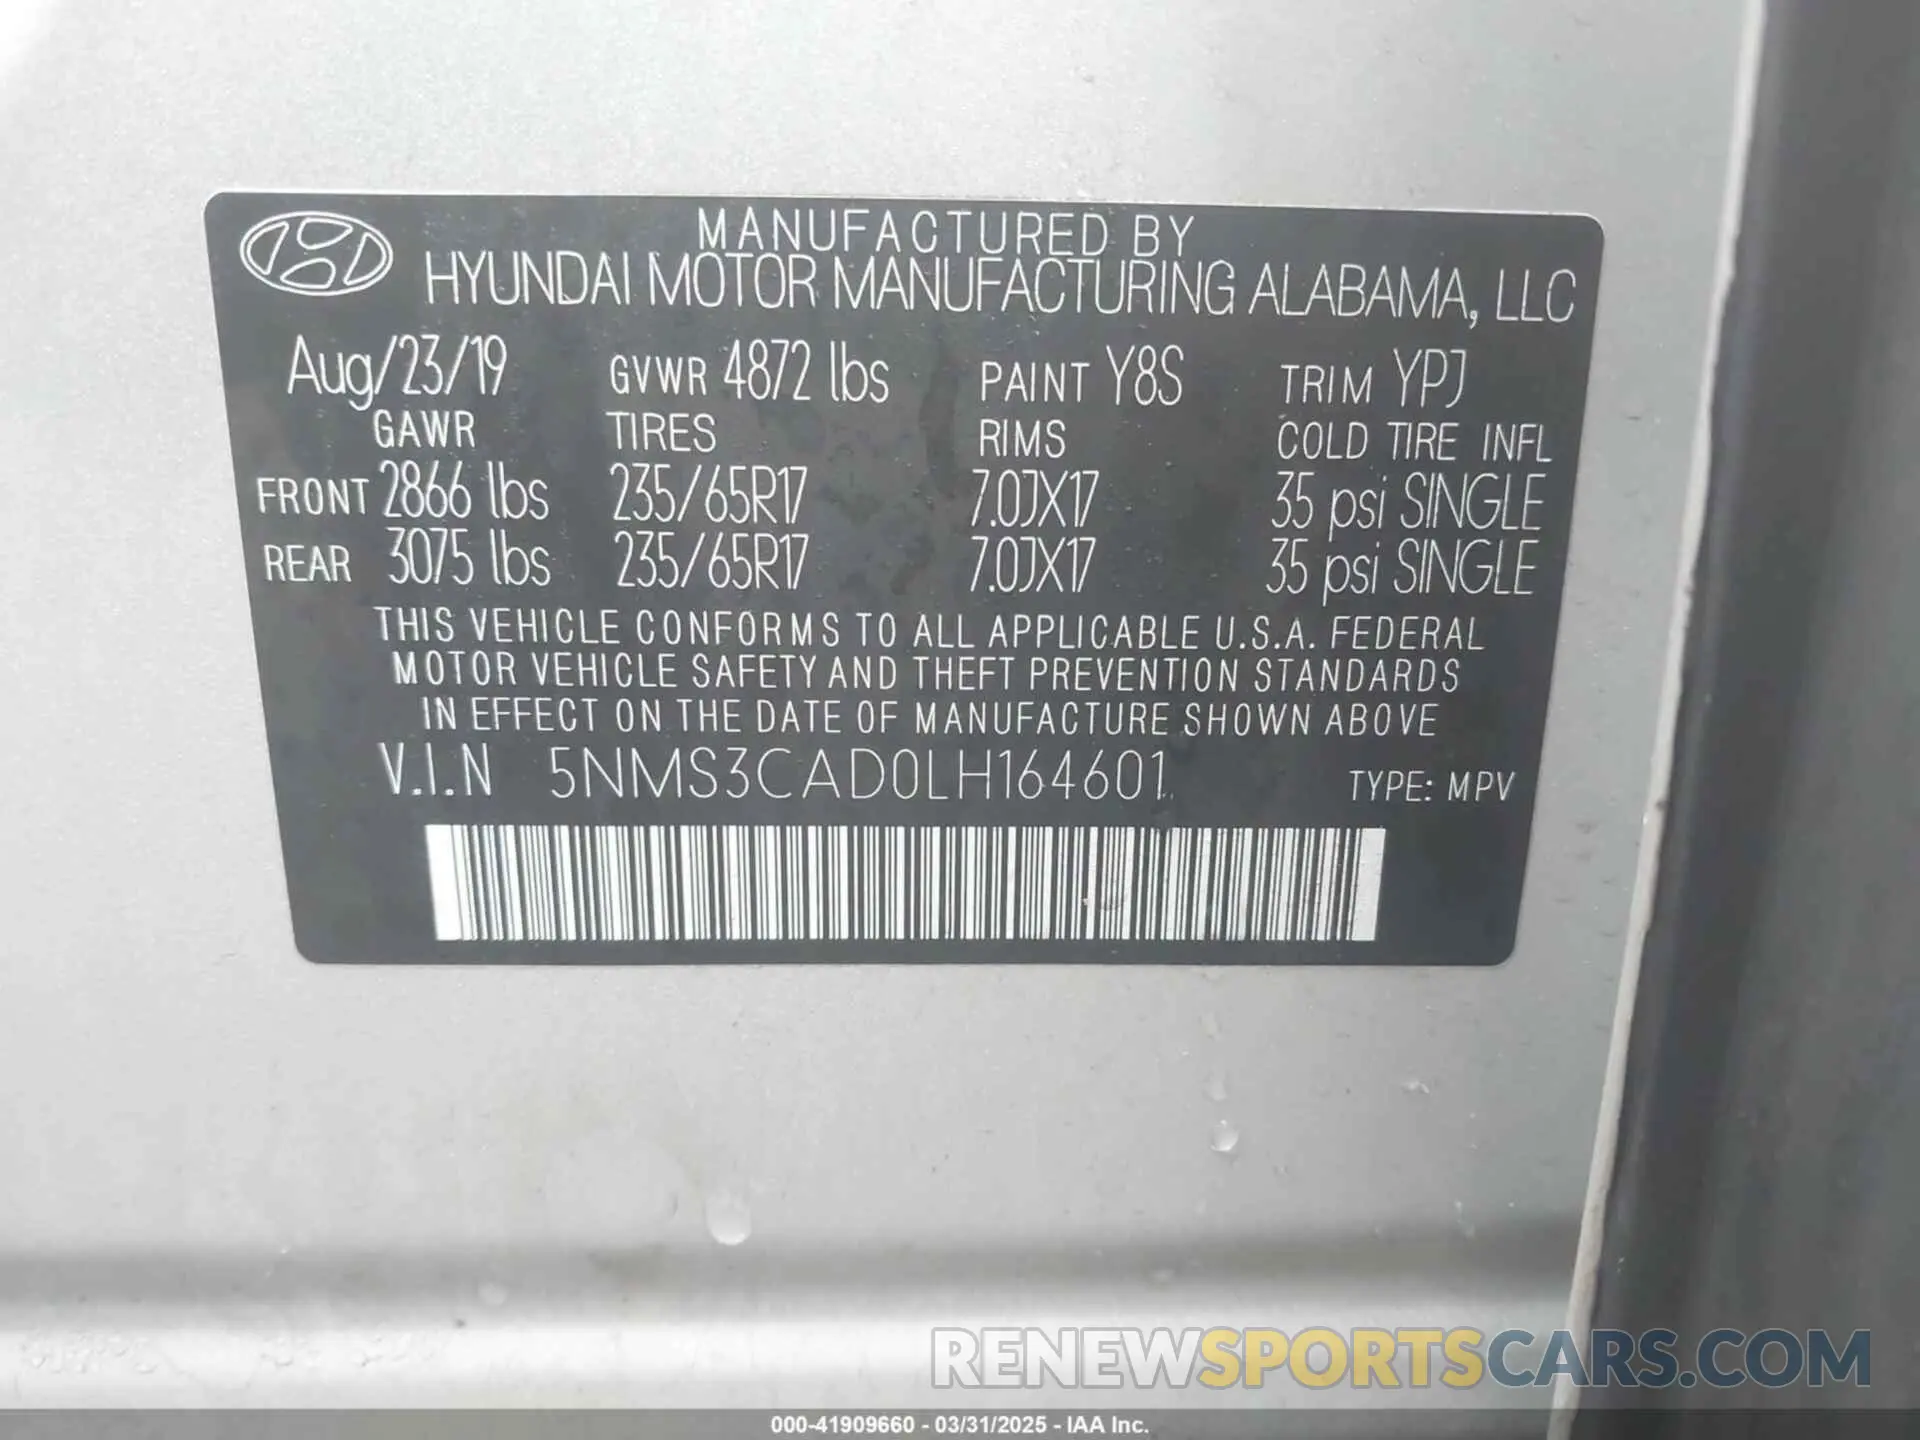 MANUFACTURED BY
HYUNDAI MOTOR MANUFACTURING ALABAMA, LLC
Aug/23/19 GVWR 4872 lbs PAINT Y8S TRIM YPJ
GAWR TIRES RIMS COLD TIRE INFL
FRONT 2866 lbs 235/65R17 7.0JX17 35 psi SINGLE
REAR 3075 lbs 235/65R17 7.0JX17 35 psi SINGLE
THIS VEHICLE CONFORMS TO ALL APPLICABLE U.S.A. FEDERAL
MOTOR VEHICLE SAFETY AND THEFT PREVENTION STANDARDS
IN EFFECT ON THE DATE OF MANUFACTURE SHOWN ABOVE
V.I.N 5NMS3CAD0LH164601 TYPE: MPV
RENEWSPORTSCARS.COM
000-41909660 - 03/31/2025 - IAA Inc.